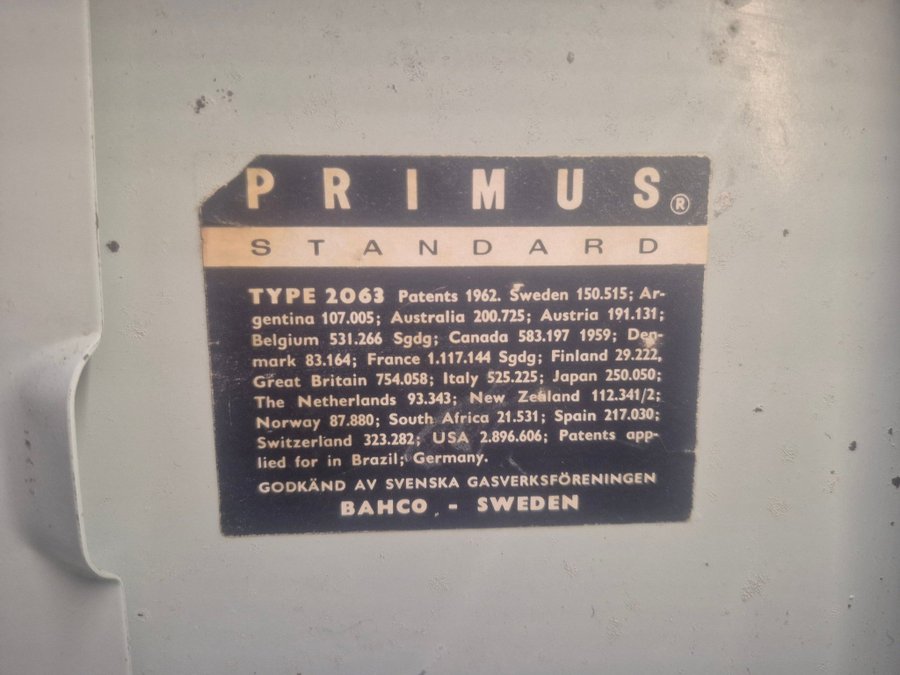 PRIMUS®
STANDARD
TYPE 2063 Patents 1962. Sweden 150.515; Ar-
gentina 107.005; Australia 200.725; Austria 191.131;
Belgium 531.266 Sgdg; Canada 583.197 1959; Den-
mark 83.164; France 1.117.144 Sgdg; Finland 29.222,
Great Britain 754.058; Italy 525.225; Japan 250.050;
The Netherlands 93.343; New Zealand 112.341/2;
Norway 87.880; South Africa 21.531; Spain 217.030;
Switzerland 323.282; USA 2.896.606; Patents app-
lied for in Brazil; Germany.
GODKÄND AV SVENSKA GASVERKSFÖRENINGEN
BAHCO - SWEDEN